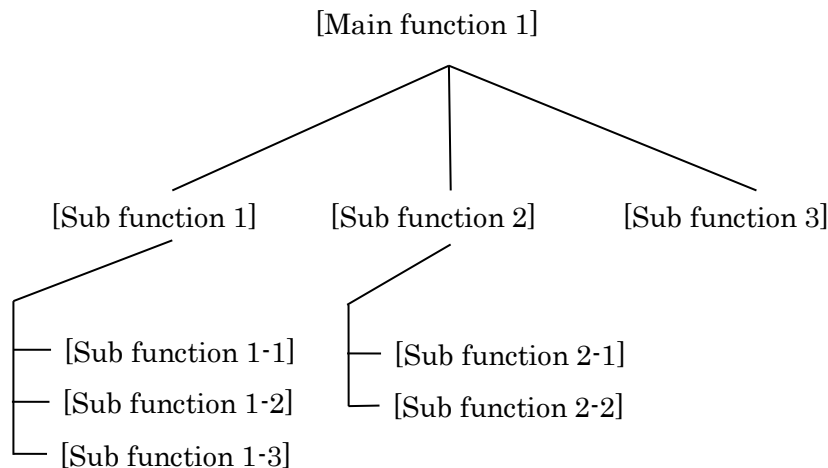 [Main function 1]
[Sub function 1] [Sub function 2] [Sub function 3]
[Sub function 1-1] [Sub function 2-1]
[Sub function 1-2] [Sub function 2-2]
[Sub function 1-3]